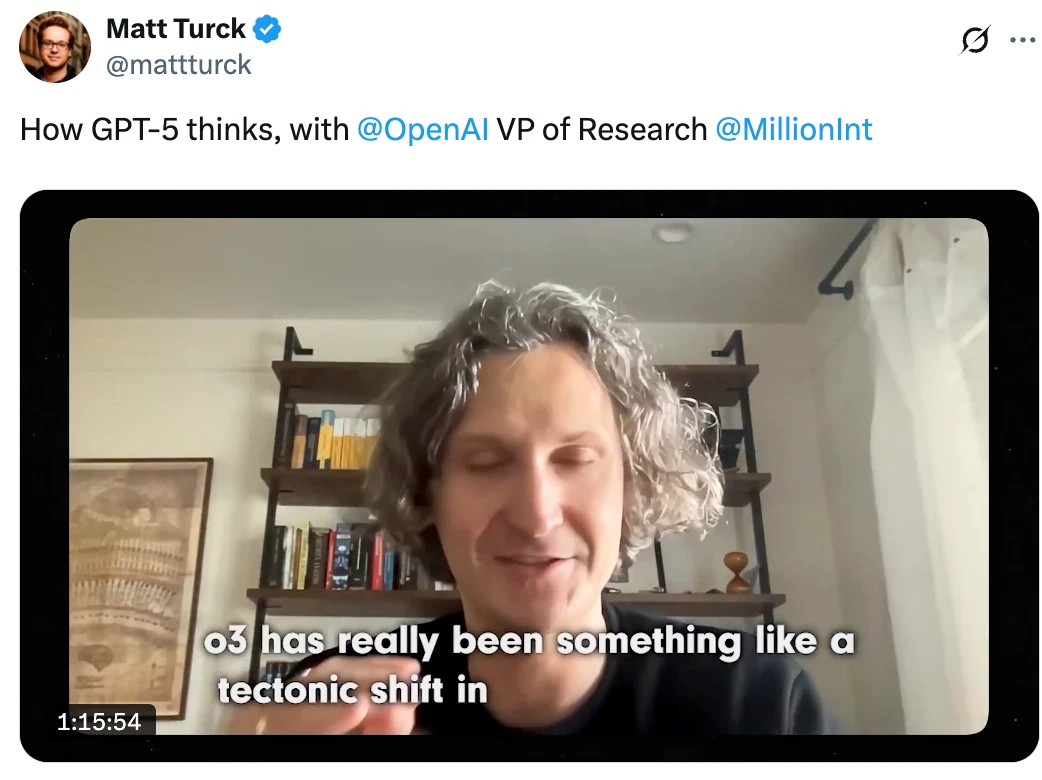 Matt Turck
@mattturck
How GPT-5 thinks, with @OpenAI VP of Research @MillionInt
o3 has really been something like a
tectonic shift in
1:15:54